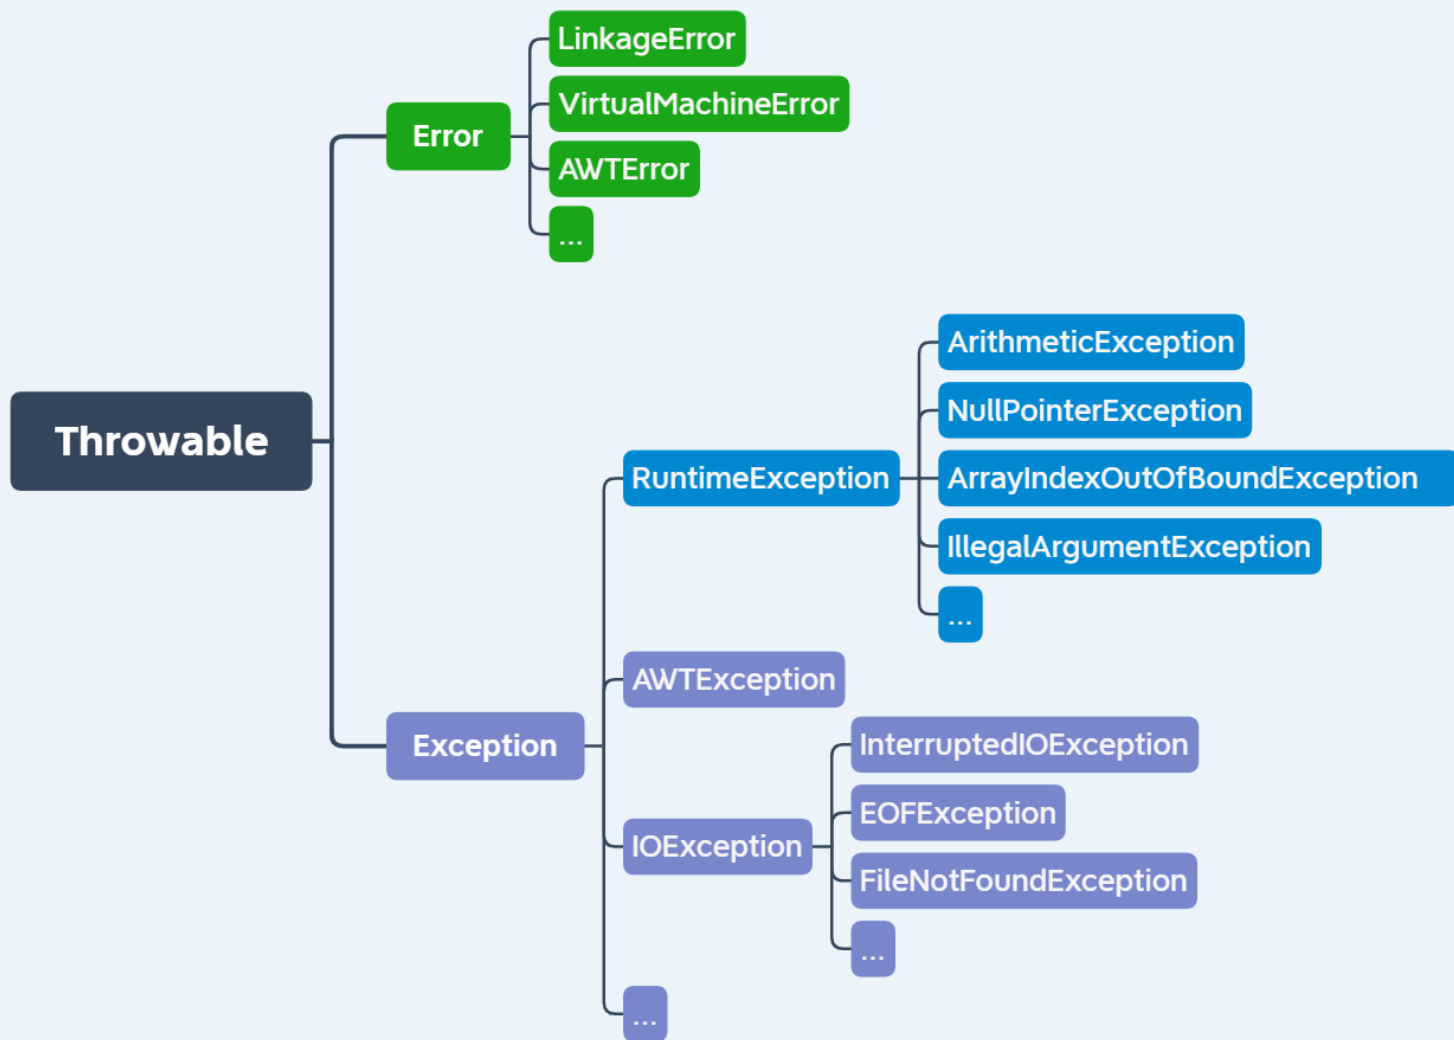 Throwable
Error
LinkageError
VirtualMachineError
AWTError
...
Exception
RuntimeException
ArithmeticException
NullPointerException
ArrayIndexOutOfBoundException
IllegalArgumentException
...
AWTException
IOException
InterruptedIOException
EOFException
FileNotFoundException
...
...